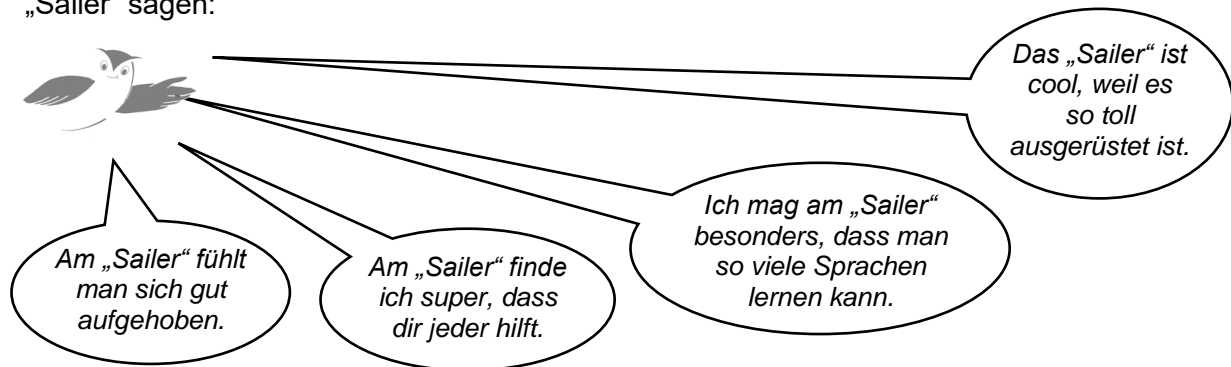 „Sailer“ sagen:
Das „Sailer“ ist
cool, weil es
so toll
ausgerüstet ist.
Ich mag am „Sailer“
besonders, dass man
so viele Sprachen
lernen kann.
Am „Sailer“ finde
ich super, dass
dir jeder hilft.
Am „Sailer“ fühlt
man sich gut
aufgehoben.